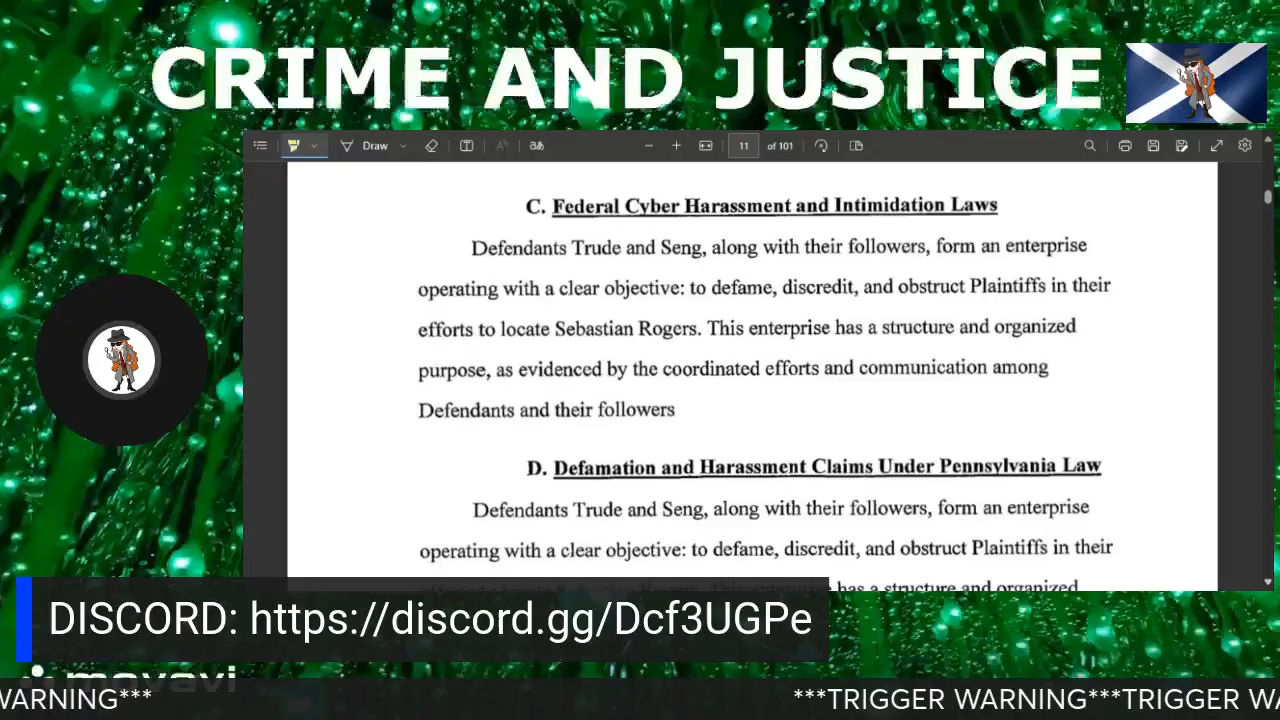 CRIME AND JUSTICE
Draw
11 of 101
C. Federal Cyber Harassment and Intimidation Laws
Defendants Trude and Seng, along with their followers, form an enterprise
operating with a clear objective: to defame, discredit, and obstruct Plaintiffs in their
efforts to locate Sebastian Rogers. This enterprise has a structure and organized
purpose, as evidenced by the coordinated efforts and communication among
Defendants and their followers
D. Defamation and Harassment Claims Under Pennsylvania Law
Defendants Trude and Seng, along with their followers, form an enterprise
operating with a clear objective: to defame, discredit, and obstruct Plaintiffs in their
has a structure and organized
DISCORD: https://discord.gg/Dcf3UGPe
movavi
WARNING*** ***TRIGGER WARNING***TRIGGER WA